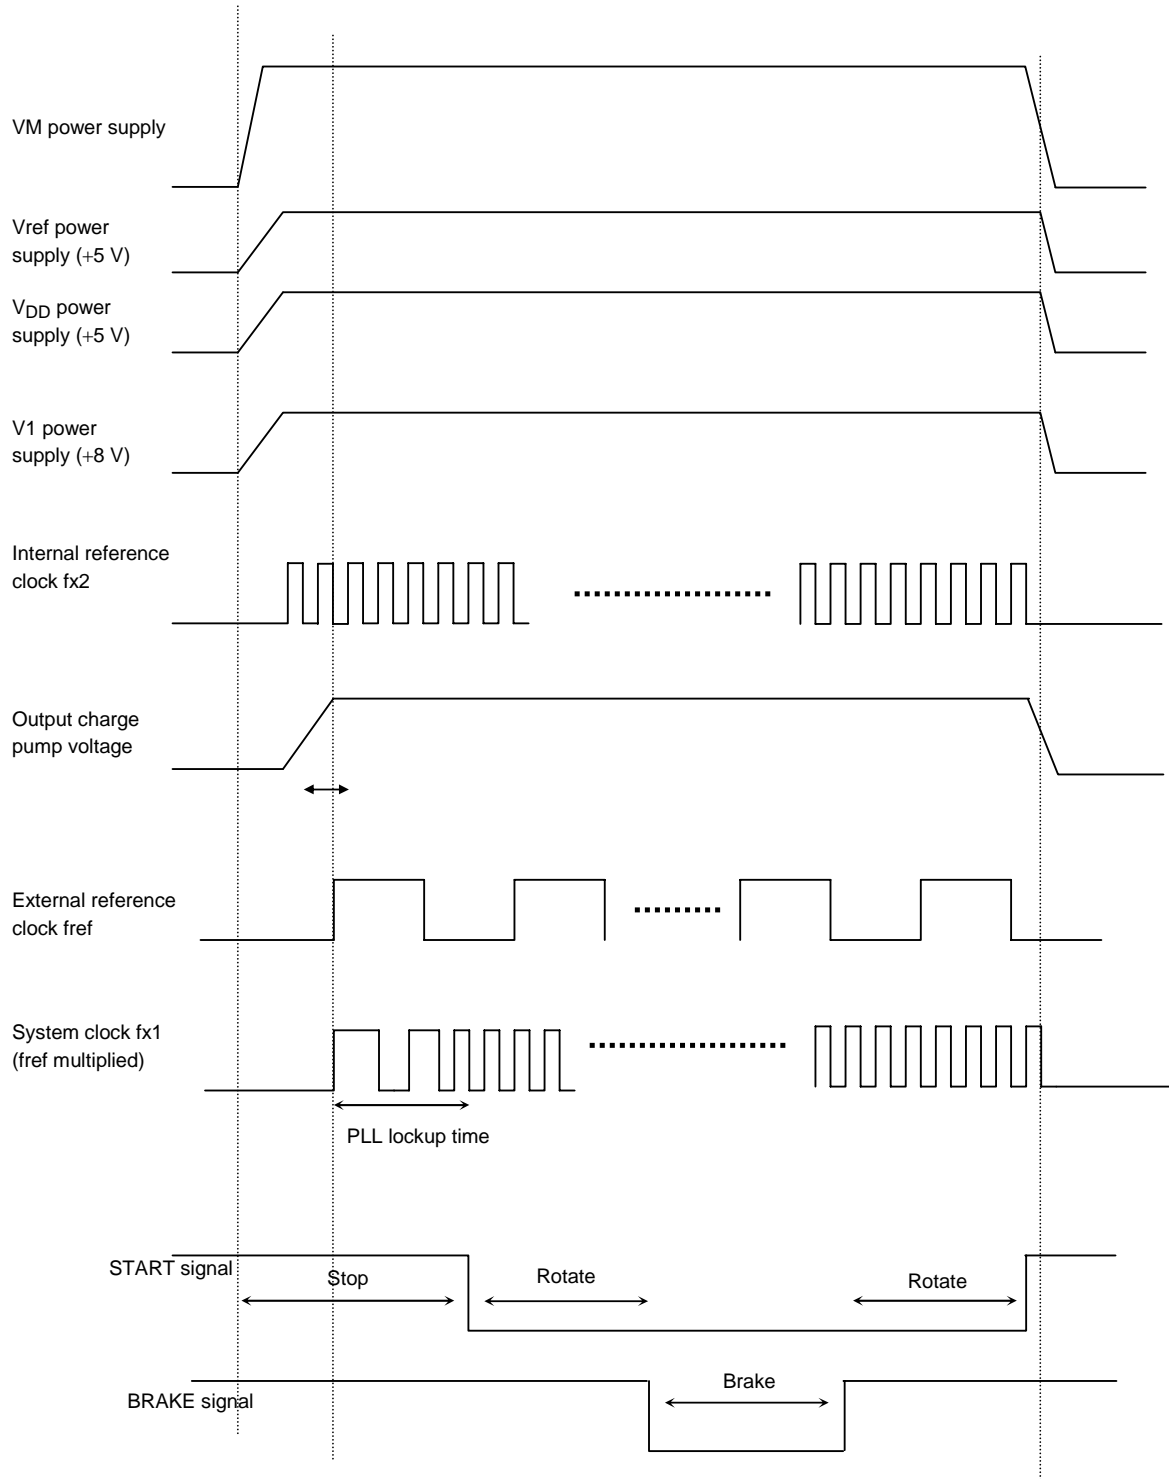 VM power supply
Vref power
supply (+5 V)
VDD power
supply (+5 V)
V1 power
supply (+8 V)
Internal reference
clock fx2
Output charge
pump voltage
External reference
clock fref
System clock fx1
(fref multiplied)
PLL lockup time
START signal
Stop
Rotate
Rotate
BRAKE signal
Brake